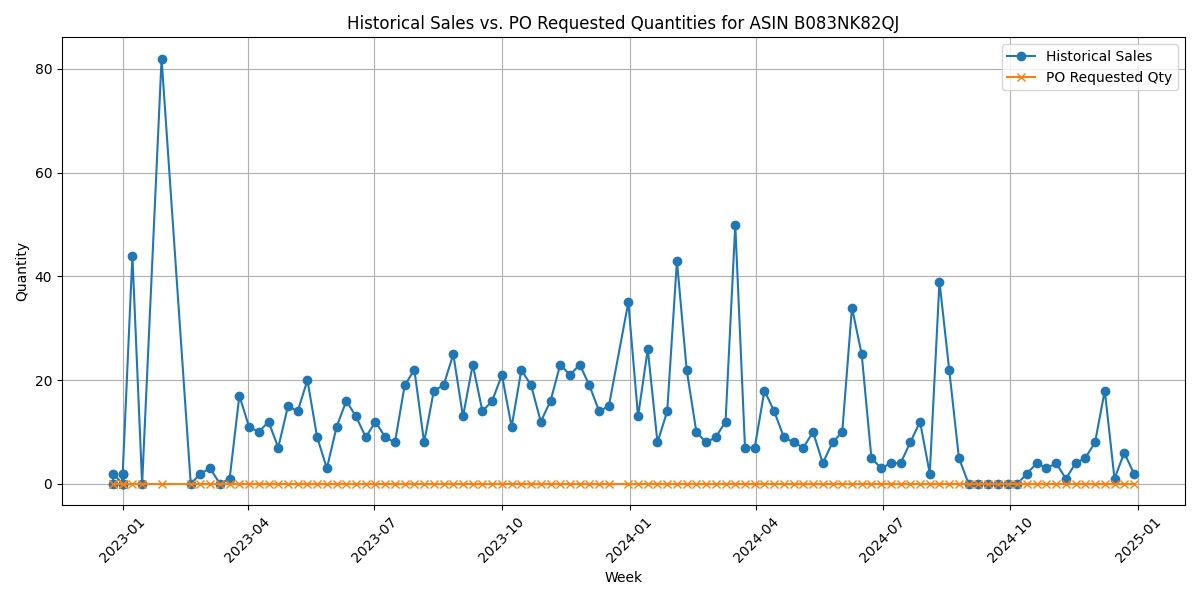 Historical Sales vs. PO Requested Quantities for ASIN B083NK82QJ
Historical Sales
PO Requested Qty
Quantity
80
60
40
20
0
2023-01
2023-04
2023-07
2023-10
2024-01
2024-04
2024-07
2024-10
2025-01
Week